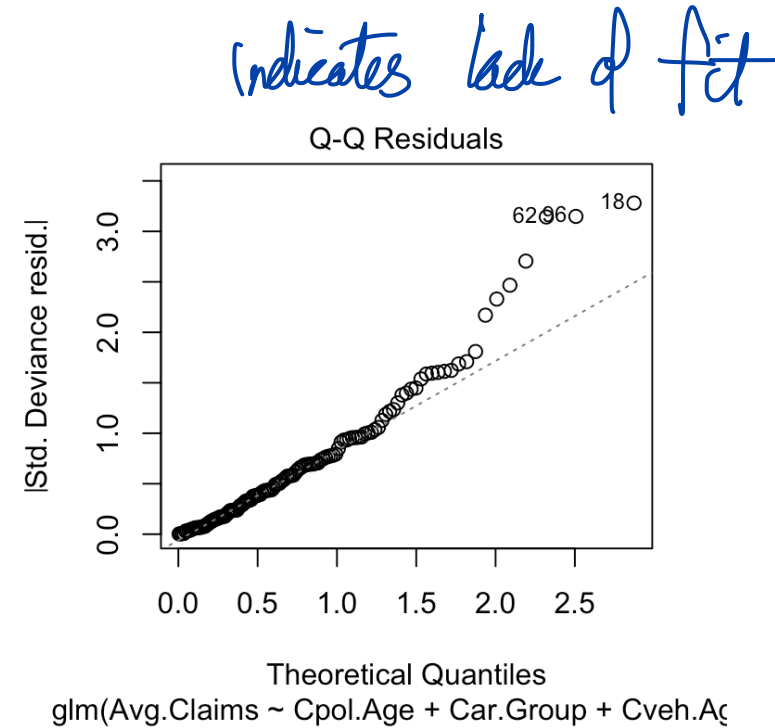 indicates lack of fit
Q-Q Residuals
|Std. Deviance resid.|
3.0
2.0
1.0
0.0
62 96 18
0.0 0.5 1.0 1.5 2.0 2.5
Theoretical Quantiles
glm(Avg.Claims ~ Cpol.Age + Car.Group + Cveh.Ag